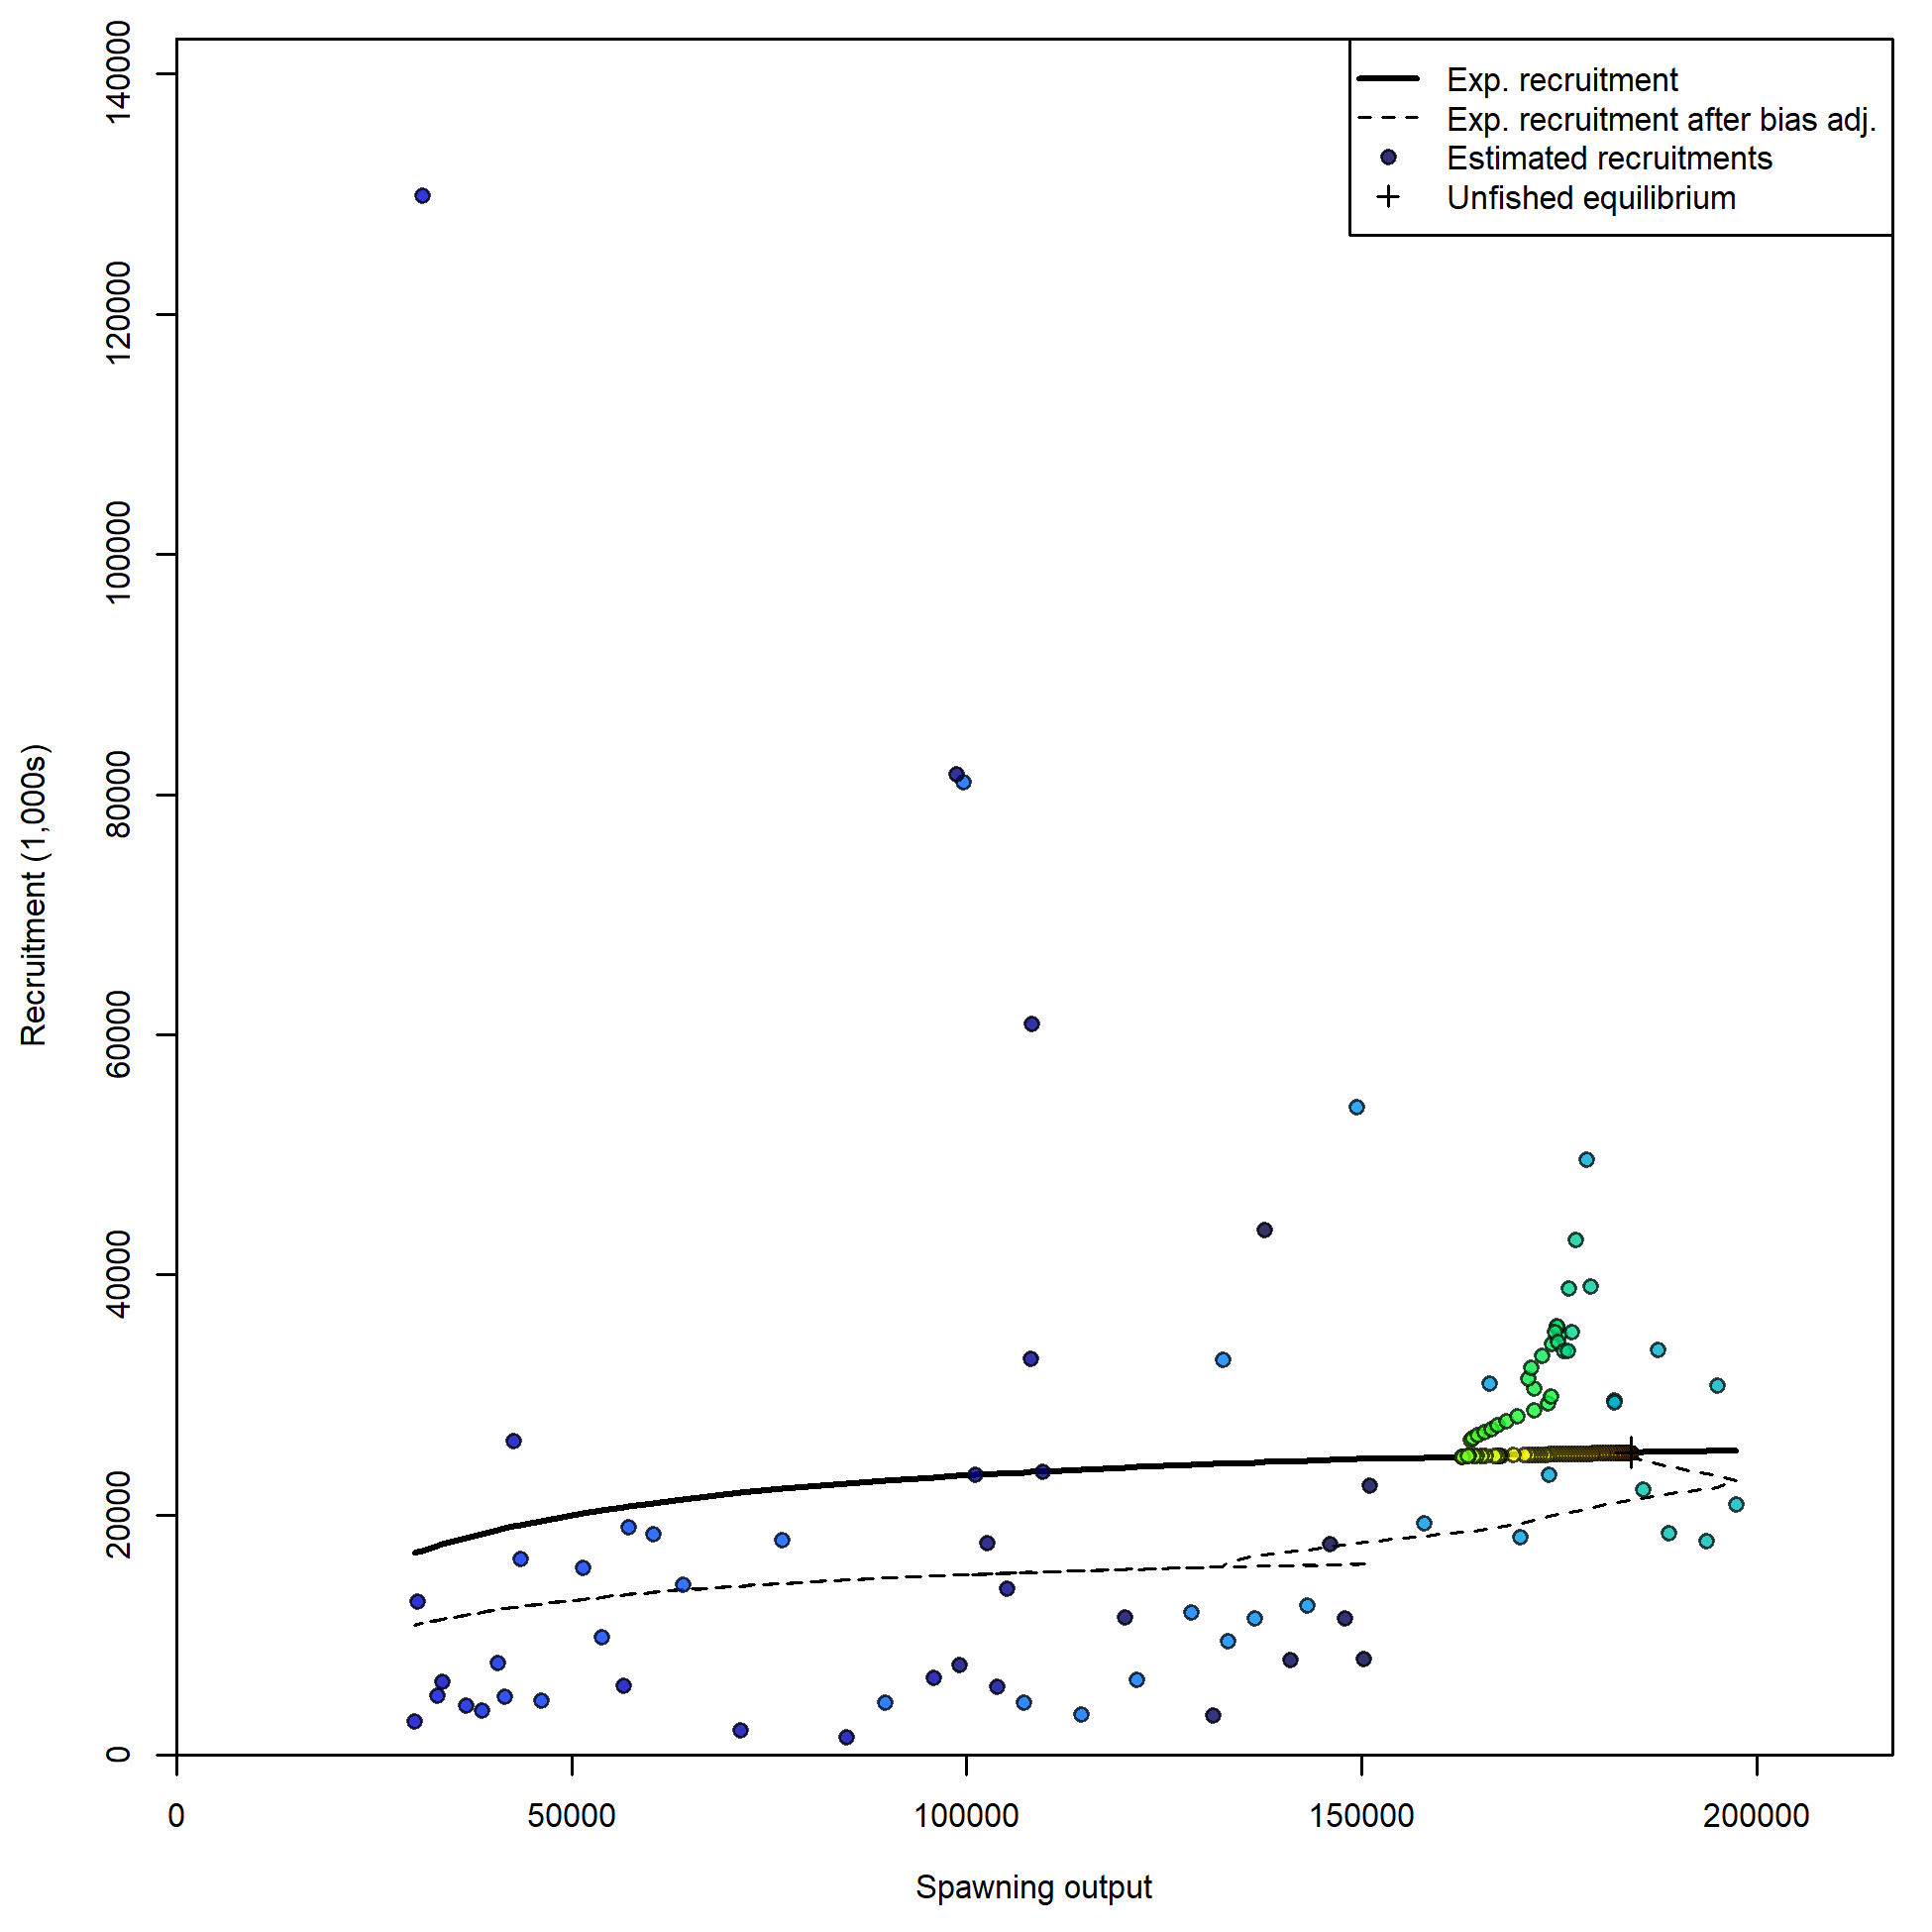 140000
120000
100000
80000
60000
40000
20000
0
Recruitment (1,000s)
Exp. recruitment
Exp. recruitment after bias adj.
Estimated recruitments
Unfished equilibrium
0 50000 100000 150000 200000
Spawning output